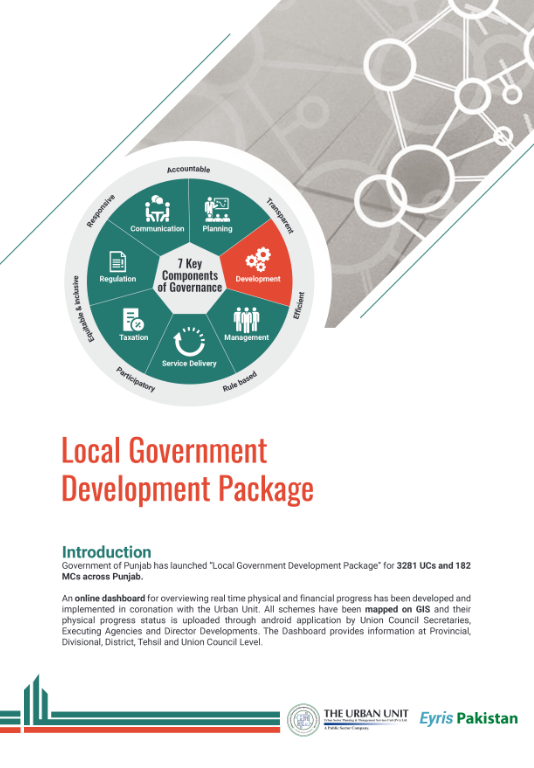 Accountable
Responsive
Transparent
Communication
Planning
7 Key
Components
of Governance
Regulation
Development
Equitable & Inclusive
Efficient
Taxation
Management
Service Delivery
Participatory
Rule based
Local Government
Development Package
Introduction
Government of Punjab has launched "Local Government Development Package" for 3281 UCs and 182
MCs across Punjab.
An online dashboard for overviewing real time physical and financial progress has been developed and
implemented in coronation with the Urban Unit. All schemes have been mapped on GIS and their
physical progress status is uploaded through android application by Union Council Secretaries,
Executing Agencies and Director Developments. The Dashboard provides information at Provincial,
Divisional, District, Tehsil and Union Council Level.
THE URBAN UNIT
A Public Sector Company
Eyris Pakistan